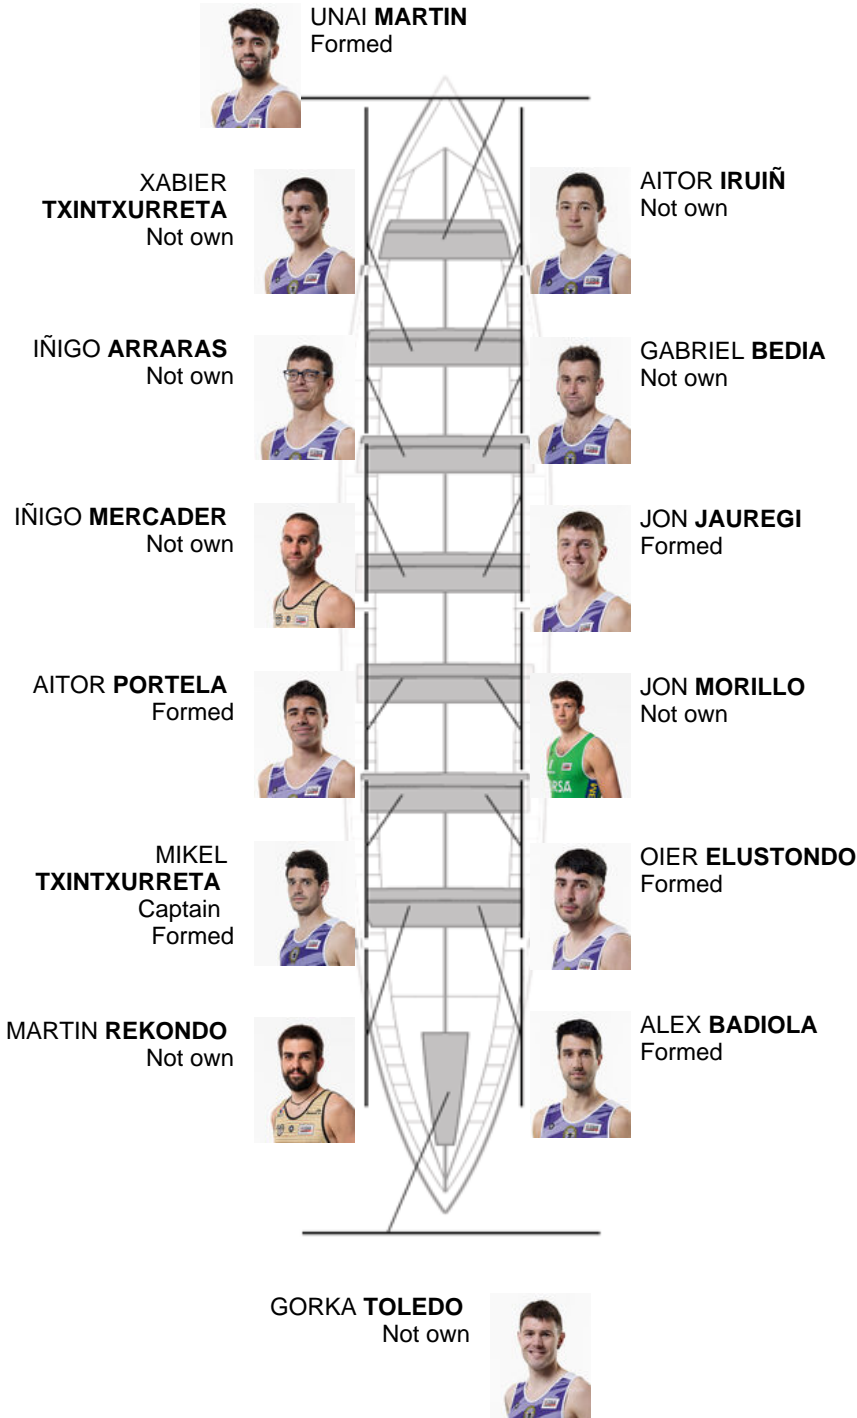 UNAI MARTIN
Formed
XABIER
TXINTXURRETA
Not own
AITOR IRUIÑ
Not own
IÑIGO ARRARAS
Not own
GABRIEL BEDIA
Not own
IÑIGO MERCADER
Not own
JON JAUREGI
Formed
AITOR PORTELA
Formed
JON MORILLO
Not own
MIKEL
TXINTXURRETA
Captain
Formed
OIER ELUSTONDO
Formed
MARTIN REKONDO
Not own
ALEX BADIOLA
Formed
GORKA TOLEDO
Not own